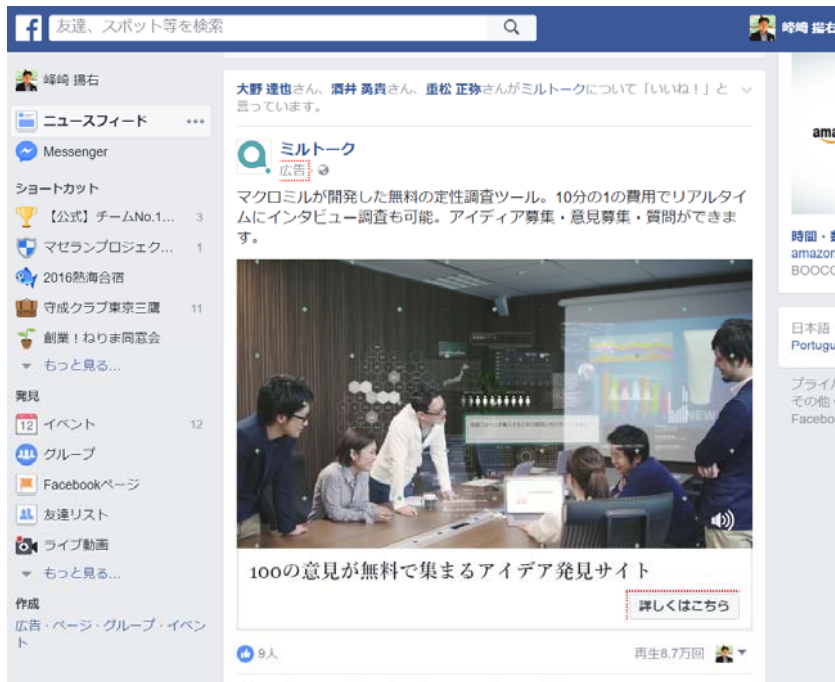 友達、スポット等を検索
峰崎 揚右
峰崎 揚右
ニュースフィード
Messenger
ショートカット
【公式】チームNo.1... 3
マゼランプロジェク... 1
2016熱海合宿
守成クラブ東京三鷹 11
創業！ねりま同窓会
もっと見る...
発見
12 イベント 12
グループ
Facebookページ
友達リスト
ライブ動画
もっと見る...
作成
広告・ページ・グループ・イベン
ト
大野 達也さん、酒井 勇貴さん、重松 正弥さんがミルトークについて「いいね！」と
言っています。
ミルトーク
広告
マクロミルが開発した無料の定性調査ツール。10分の1の費用でリアルタイ
ムにインタビュー調査も可能。アイディア募集・意見募集・質問ができま
す。
NEW
100の意見が無料で集まるアイデア発見サイト
詳しくはこちら
9人
再生8.7万回
ama
時間・
amazon
BOOCO
日本語
Portugu
プライバ
その他
Facebo